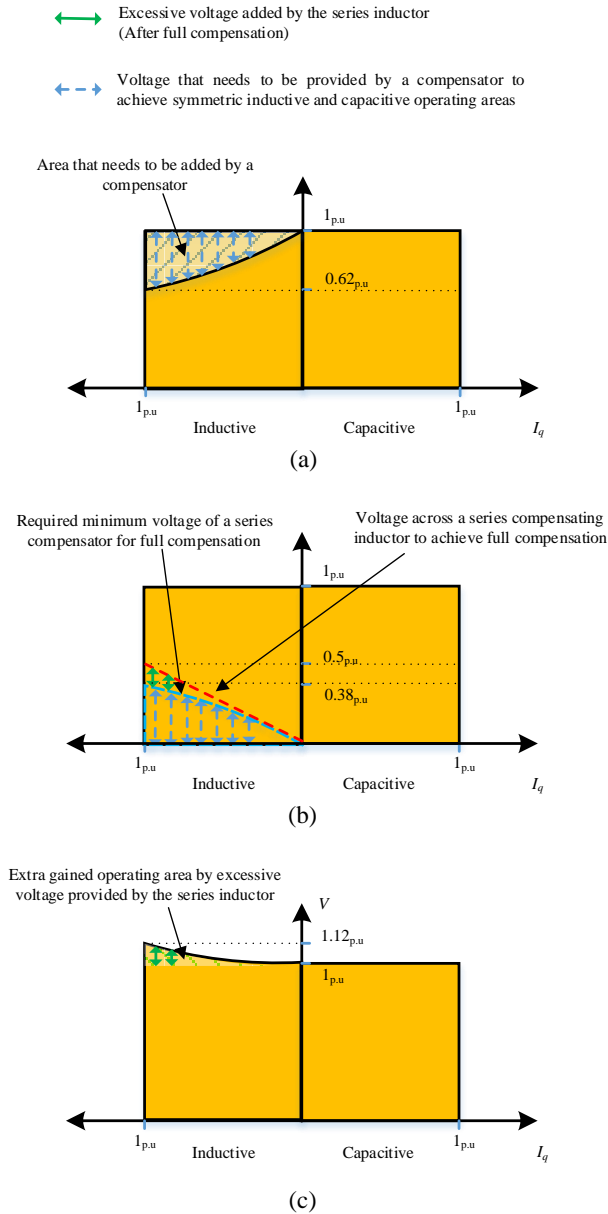 Excessive voltage added by the series inductor
(After full compensation)
Voltage that needs to be provided by a compensator to
achieve symmetric inductive and capacitive operating areas
Area that needs to be added by a
compensator
1p.u
0.62p.u
1p.u
1p.u
Inductive
Capacitive
Iq
(a)
Required minimum voltage of a series
compensator for full compensation
Voltage across a series compensating
inductor to achieve full compensation
1p.u
0.5p.u
0.38p.u
1p.u
1p.u
Inductive
Capacitive
Iq
(b)
Extra gained operating area by excessive
voltage provided by the series inductor
V
1.12p.u
1p.u
1p.u
1p.u
Inductive
Capacitive
Iq
(c)